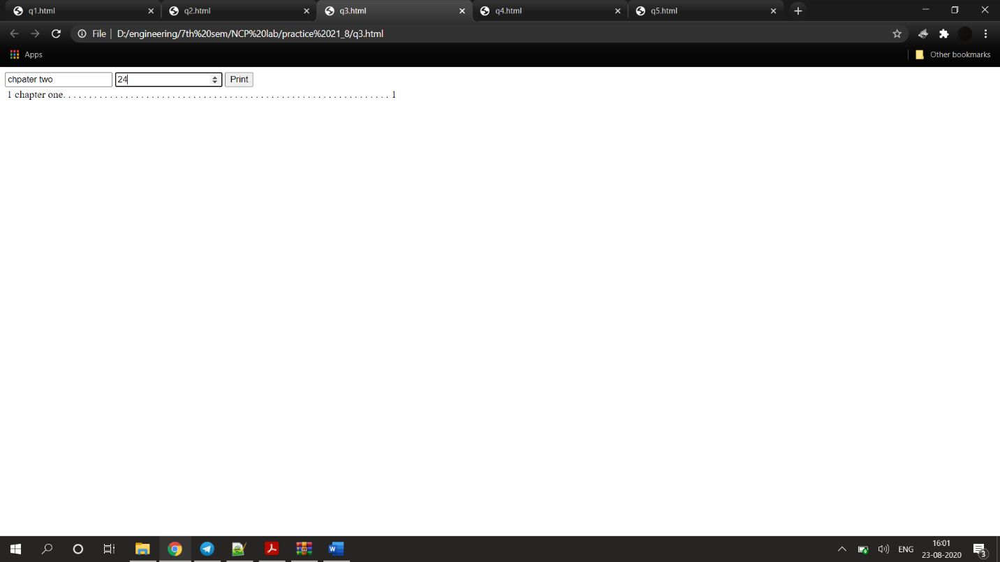 q1.html q2.html q3.html q4.html q5.html
File D:/engineering/7th%20sem/NCP%20lab/practice%2021_8/q3.html
Apps Other bookmarks
chpater two 24 Print
1 chapter one. . . . . . . . . . . . . . . . . . . . . . . . . . . . . . . . . . . . . . . . . . . . . . . . . . . . . . . . . . . . . . . 1
ENG 16:01
23-08-2020 3